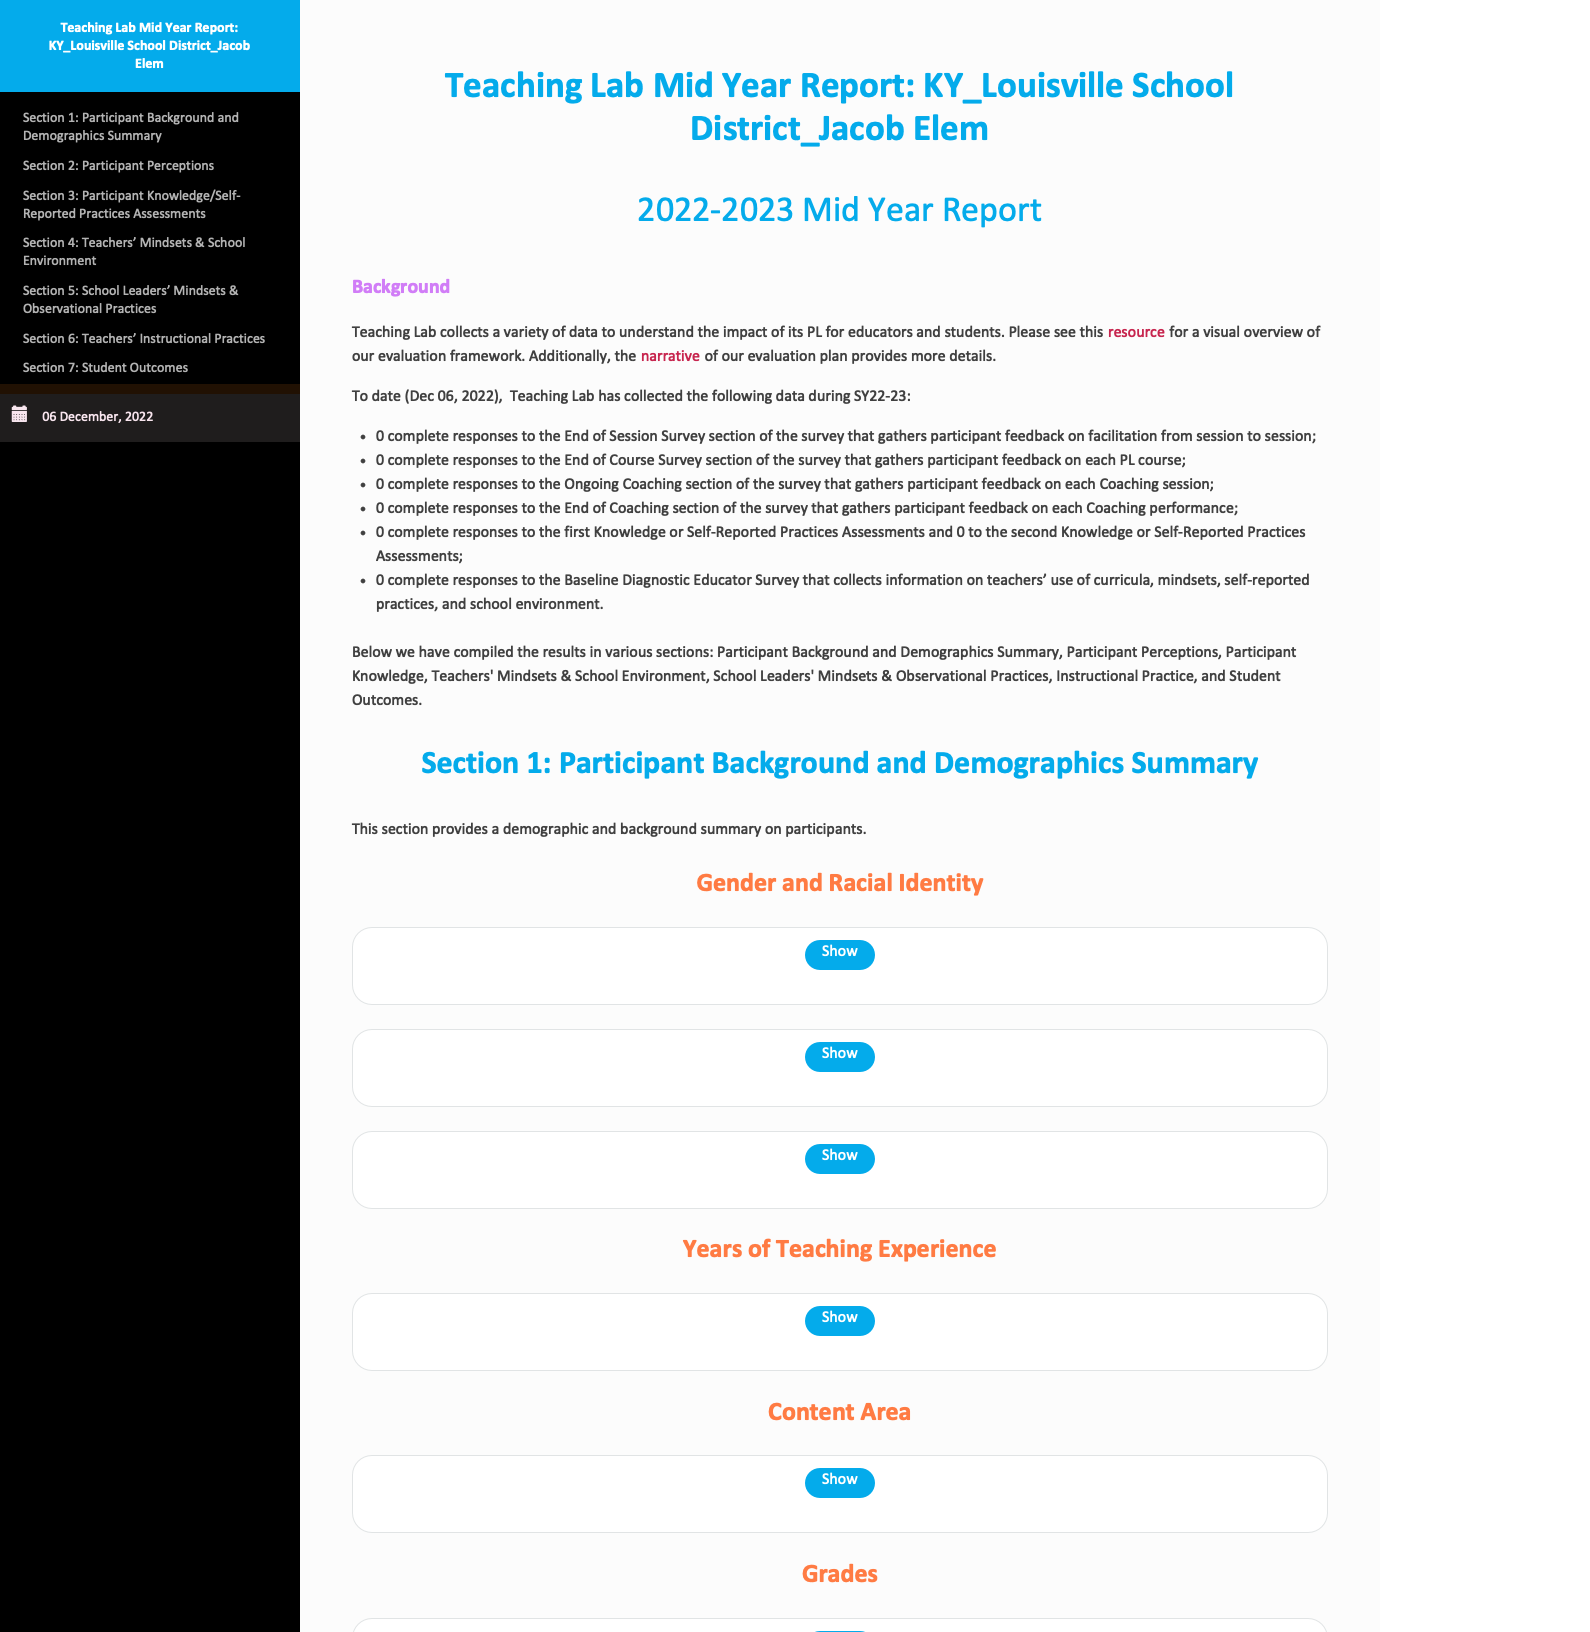 Teaching Lab Mid Year Report:
KY_Louisville School District_Jacob
Elem
Section 1: Participant Background and
Demographics Summary
Section 2: Participant Perceptions
Section 3: Participant Knowledge/Self-
Reported Practices Assessments
Section 4: Teachers’ Mindsets & School
Environment
Section 5: School Leaders’ Mindsets &
Observational Practices
Section 6: Teachers’ Instructional Practices
Section 7: Student Outcomes
06 December, 2022
Teaching Lab Mid Year Report: KY_Louisville School
District_Jacob Elem
2022-2023 Mid Year Report
Background
Teaching Lab collects a variety of data to understand the impact of its PL for educators and students. Please see this resource for a visual overview of
our evaluation framework. Additionally, the narrative of our evaluation plan provides more details.
To date (Dec 06, 2022), Teaching Lab has collected the following data during SY22-23:
• 0 complete responses to the End of Session Survey section of the survey that gathers participant feedback on facilitation from session to session;
• 0 complete responses to the End of Course Survey section of the survey that gathers participant feedback on each PL course;
• 0 complete responses to the Ongoing Coaching section of the survey that gathers participant feedback on each Coaching session;
• 0 complete responses to the End of Coaching section of the survey that gathers participant feedback on each Coaching performance;
• 0 complete responses to the first Knowledge or Self-Reported Practices Assessments and 0 to the second Knowledge or Self-Reported Practices
Assessments;
• 0 complete responses to the Baseline Diagnostic Educator Survey that collects information on teachers’ use of curricula, mindsets, self-reported
practices, and school environment.
Below we have compiled the results in various sections: Participant Background and Demographics Summary, Participant Perceptions, Participant
Knowledge, Teachers' Mindsets & School Environment, School Leaders' Mindsets & Observational Practices, Instructional Practice, and Student
Outcomes.
Section 1: Participant Background and Demographics Summary
This section provides a demographic and background summary on participants.
Gender and Racial Identity
Show
Show
Show
Years of Teaching Experience
Show
Content Area
Show
Grades